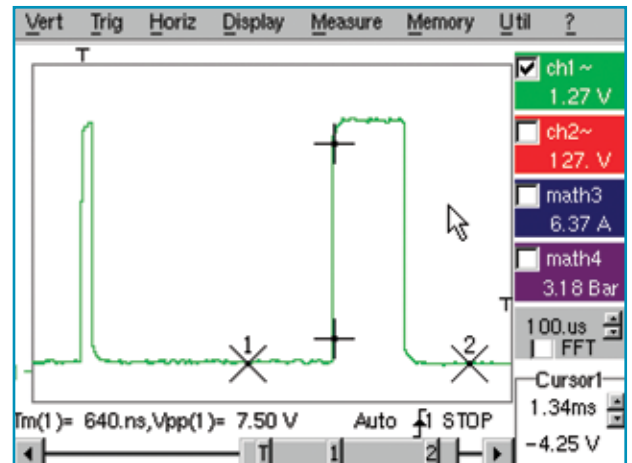 Vert Trig Horiz Display Measure Memory Util ?
T
ch1 ~
1.27 V
ch2~
127. V
math3
6.37 A
math4
3.18 Bar
T
100.us
FFT
1
2
Cursor1
1.34ms
-4.25 V
Tm(1)= 640.ns,Vpp(1)= 7.50 V Auto 1 STOP
T 1 2